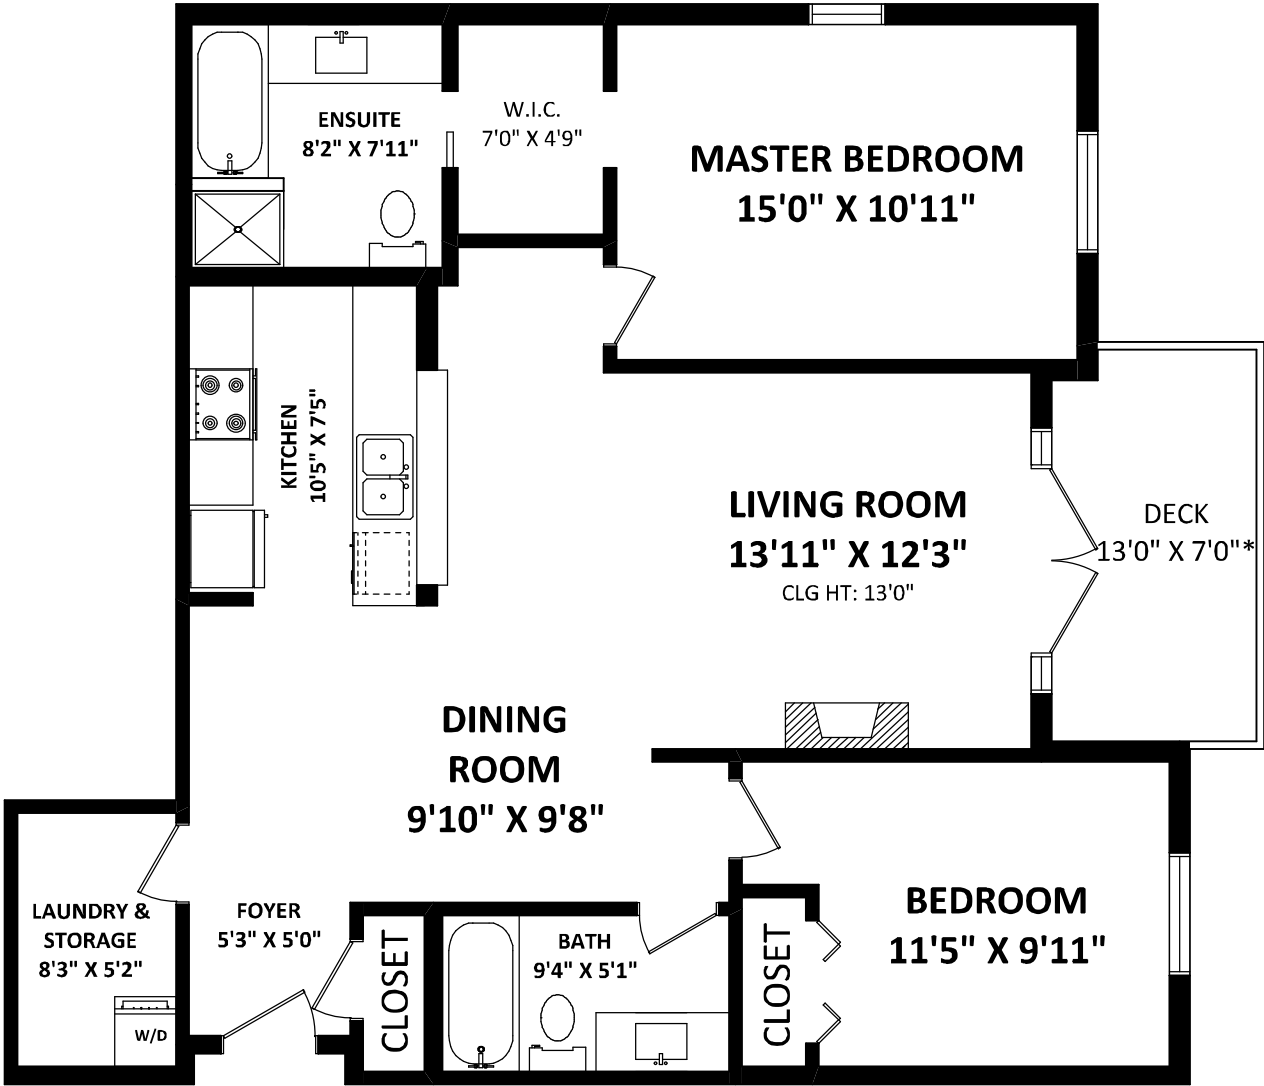 ENSUITE
8'2" X 7'11"
W.I.C.
7'0" X 4'9"
MASTER BEDROOM
15'0" X 10'11"
KITCHEN
10'5" X 7'5"
LIVING ROOM
13'11" X 12'3"
CLG HT: 13'0"
DECK
13'0" X 7'0"*
DINING
ROOM
9'10" X 9'8"
LAUNDRY &
STORAGE
8'3" X 5'2"
W/D
FOYER
5'3" X 5'0"
CLOSET
BATH
9'4" X 5'1"
CLOSET
BEDROOM
11'5" X 9'11"